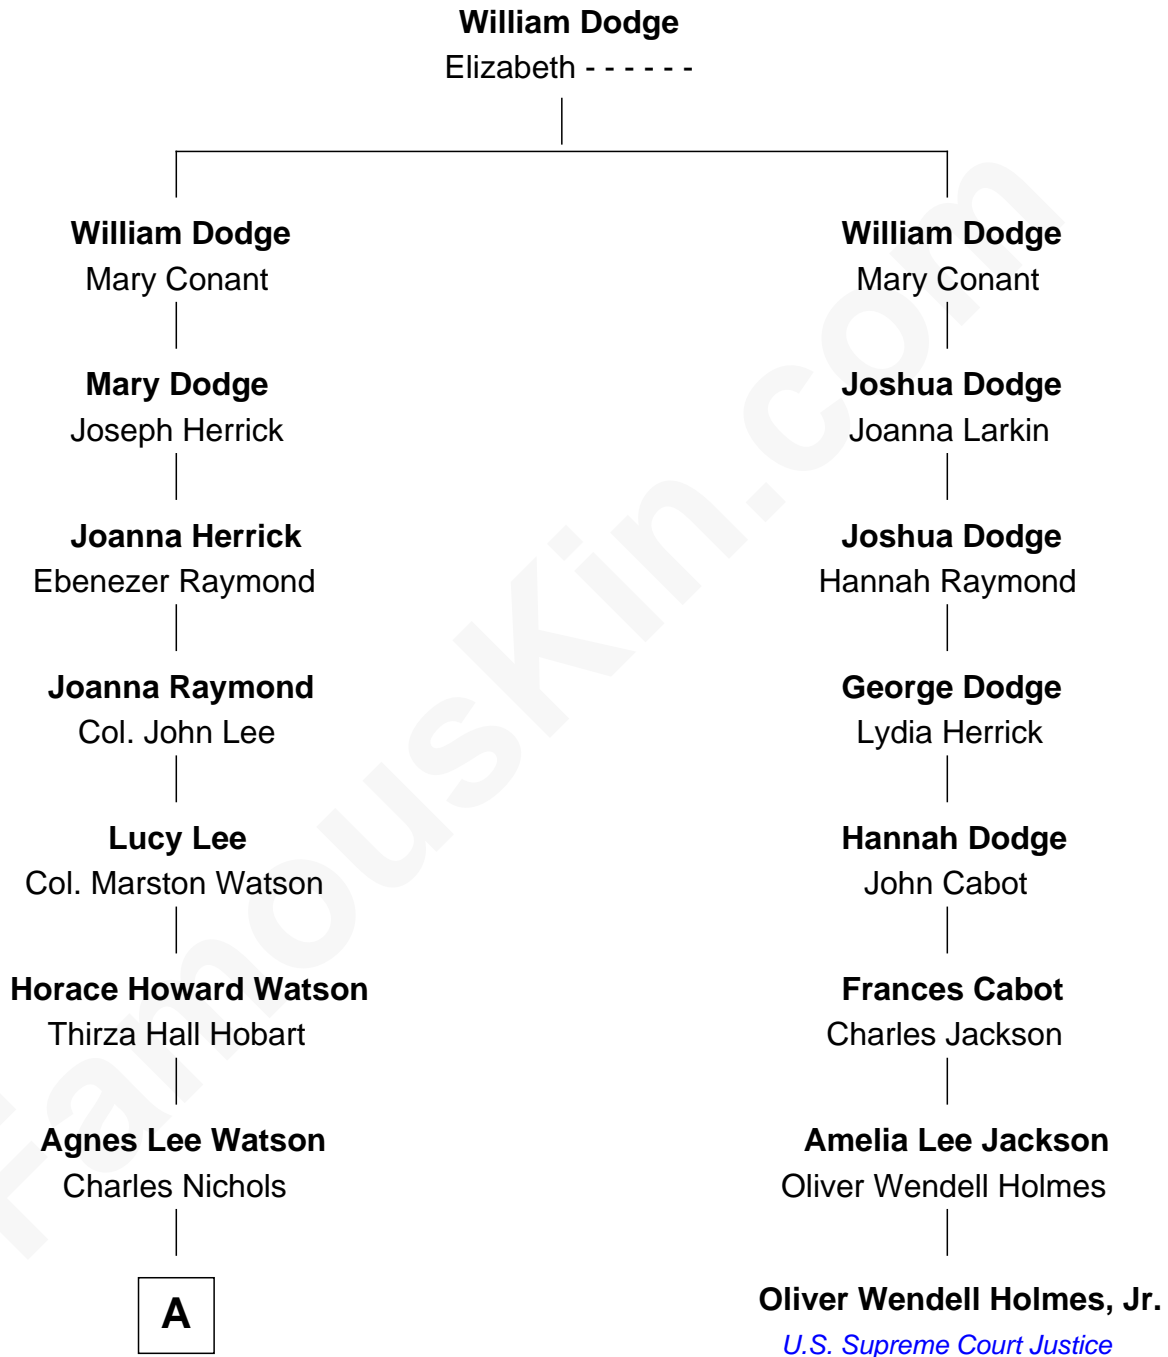 William Dodge
Elizabeth - - - - - -
William Dodge
Mary Conant
William Dodge
Mary Conant
Mary Dodge
Joseph Herrick
Joshua Dodge
Joanna Larkin
Joanna Herrick
Ebenezer Raymond
Joshua Dodge
Hannah Raymond
Joanna Raymond
Col. John Lee
George Dodge
Lydia Herrick
Lucy Lee
Col. Marston Watson
Hannah Dodge
John Cabot
Horace Howard Watson
Thirza Hall Hobart
Frances Cabot
Charles Jackson
Agnes Lee Watson
Charles Nichols
Amelia Lee Jackson
Oliver Wendell Holmes
A
Oliver Wendell Holmes, Jr.
U.S. Supreme Court Justice
FamousKin.com